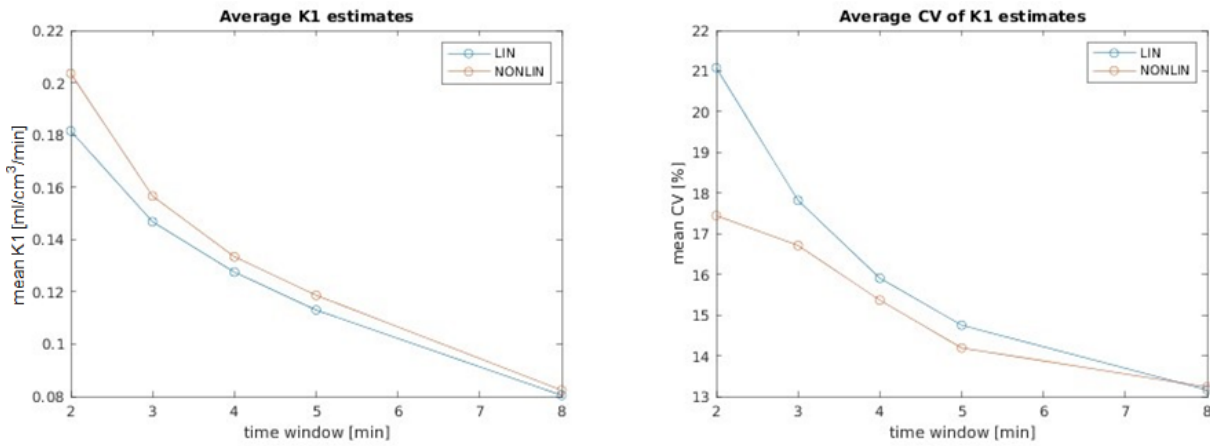 Average K1 estimates
0.22
0.2
0.18
0.16
0.14
0.12
0.1
0.08
mean K1 [ml/cm³/min]
2 3 4 5 6 7 8
time window [min]
LIN
NONLIN
Average CV of K1 estimates
22
21
20
19
18
17
16
15
14
13
mean CV [%]
2 3 4 5 6 7 8
time window [min]
LIN
NONLIN